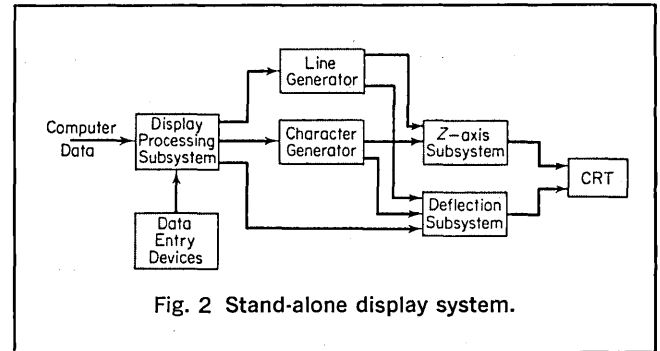 Line
Generator
Computer
Data
Display
Processing
Subsystem
Character
Generator
Z-axis
Subsystem
CRT
Deflection
Subsystem
Data
Entry
Devices
Fig. 2 Stand-alone display system.